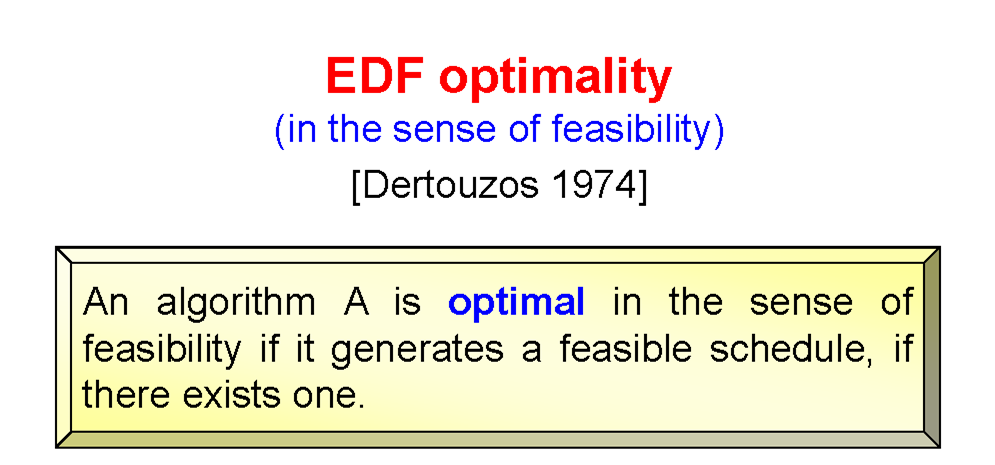 EDF optimality
(in the sense of feasibility)
[Dertouzos 1974]
An algorithm A is optimal in the sense of
feasibility if it generates a feasible schedule, if
there exists one.